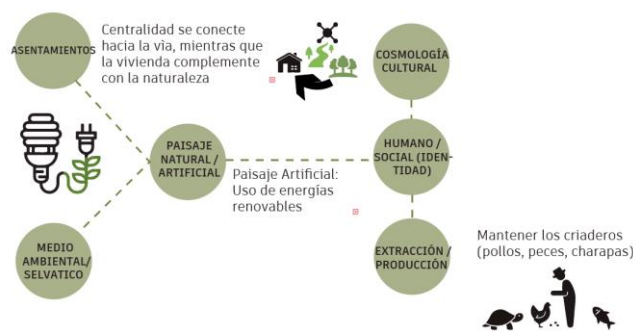 ASENTAMIENTOS
Centralidad se conecte
hacia la vìa, mientras que
la vivienda complemente
con la naturaleza
COSMOLOGÍA
CULTURAL
PAISAJE
NATURAL /
ARTIFICIAL
HUMANO /
SOCIAL (IDEN-
TIDAD)
Paisaje Artificial:
Uso de energías
renovables
MEDIO
AMBIENTAL/
SELVATICO
EXTRACCIÓN /
PRODUCCIÓN
Mantener los criaderos
(pollos, peces, charapas)